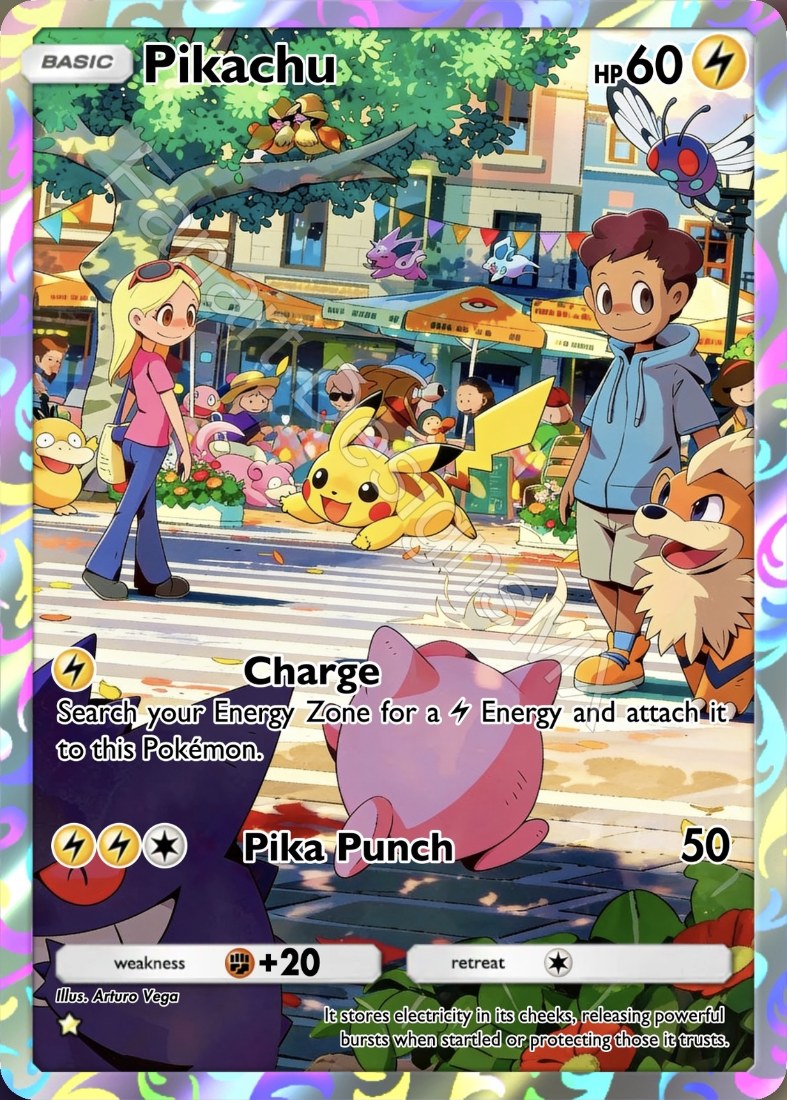 BASIC Pikachu HP60
Charge
Search your Energy Zone for a Energy and attach it
to this Pokémon.
Pika Punch 50
weakness +20 retreat
Illus. Arturo Vega
It stores electricity in its cheeks, releasing powerful
bursts when startled or protecting those it trusts.